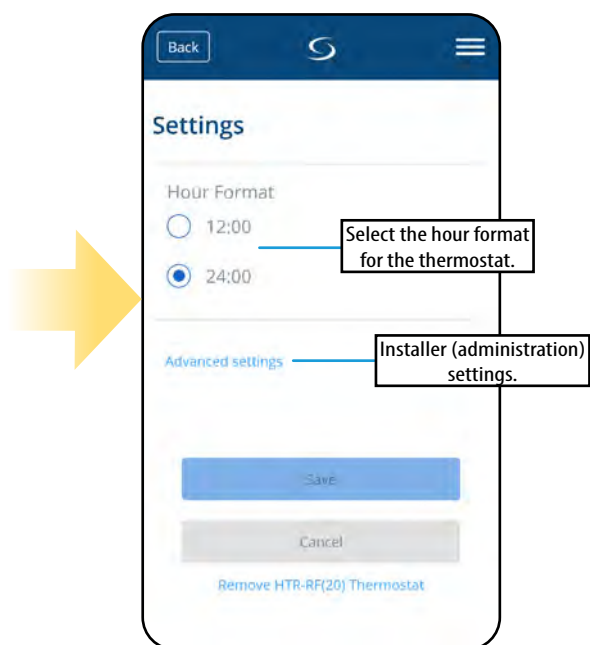 Back
Settings
Hour Format
12:00
Select the hour format
for the thermostat.
24:00
Advanced settings
Installer (administration)
settings.
Save
Cancel
Remove HTR-RF(20) Thermostat